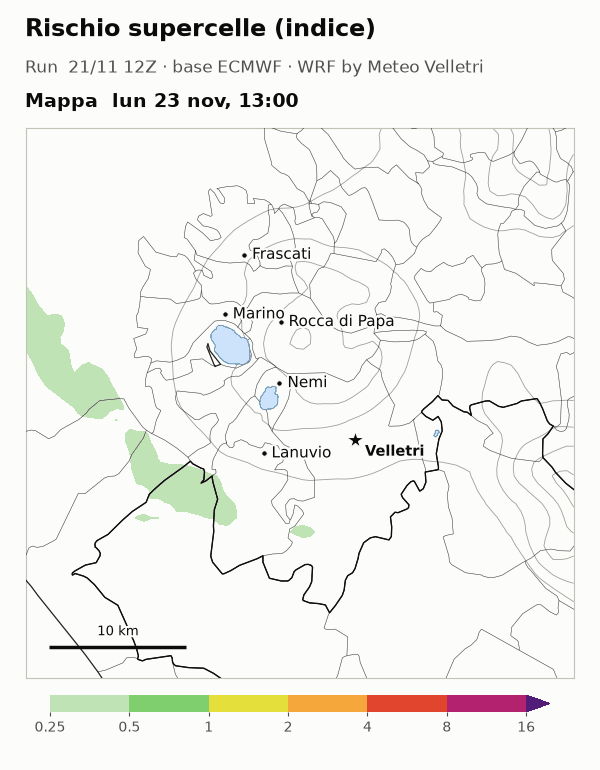 Rischio supercelle (indice)
Run  21/11 12Z · base ECMWF · WRF by Meteo Velletri
Mappa  lun 23 nov, 13:00
Frascati
Marino
Rocca di Papa
Nemi
Velletri
Lanuvio
10 km
0.25 0.5 1 2 4 8 16